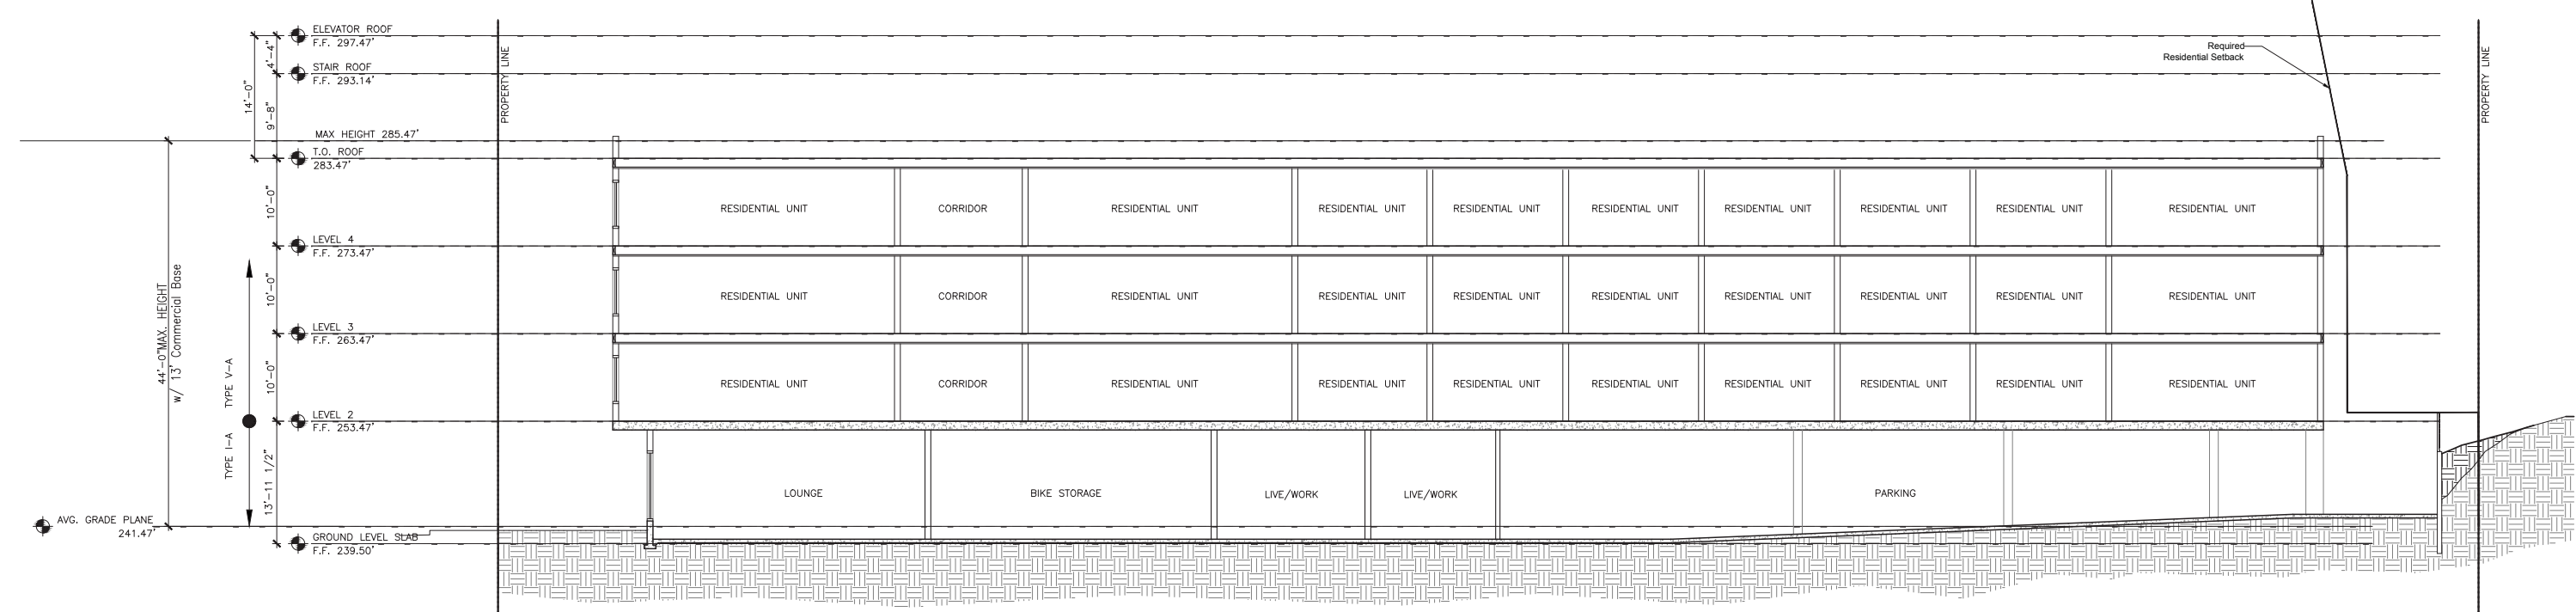 ELEVATOR ROOF
F.F. 297.47'
4'-4"
STAIR ROOF
F.F. 293.14'
14'-0"
9'-8"
MAX HEIGHT 285.47'
T.O. ROOF
283.47'
PROPERTY LINE
Required
Residential Setback
PROPERTY LINE
10'-0"
RESIDENTIAL UNIT CORRIDOR RESIDENTIAL UNIT RESIDENTIAL UNIT RESIDENTIAL UNIT RESIDENTIAL UNIT RESIDENTIAL UNIT RESIDENTIAL UNIT RESIDENTIAL UNIT RESIDENTIAL UNIT
LEVEL 4
F.F. 273.47'
44'-0"MAX. HEIGHT
w/ 13' Commercial Base
10'-0"
RESIDENTIAL UNIT CORRIDOR RESIDENTIAL UNIT RESIDENTIAL UNIT RESIDENTIAL UNIT RESIDENTIAL UNIT RESIDENTIAL UNIT RESIDENTIAL UNIT RESIDENTIAL UNIT RESIDENTIAL UNIT
LEVEL 3
F.F. 263.47'
TYPE V-A
10'-0"
RESIDENTIAL UNIT CORRIDOR RESIDENTIAL UNIT RESIDENTIAL UNIT RESIDENTIAL UNIT RESIDENTIAL UNIT RESIDENTIAL UNIT RESIDENTIAL UNIT RESIDENTIAL UNIT RESIDENTIAL UNIT
LEVEL 2
F.F. 253.47'
TYPE I-A
13'-11 1/2"
LOUNGE BIKE STORAGE LIVE/WORK LIVE/WORK PARKING
AVG. GRADE PLANE
241.47'
GROUND LEVEL SLAB
F.F. 239.50'